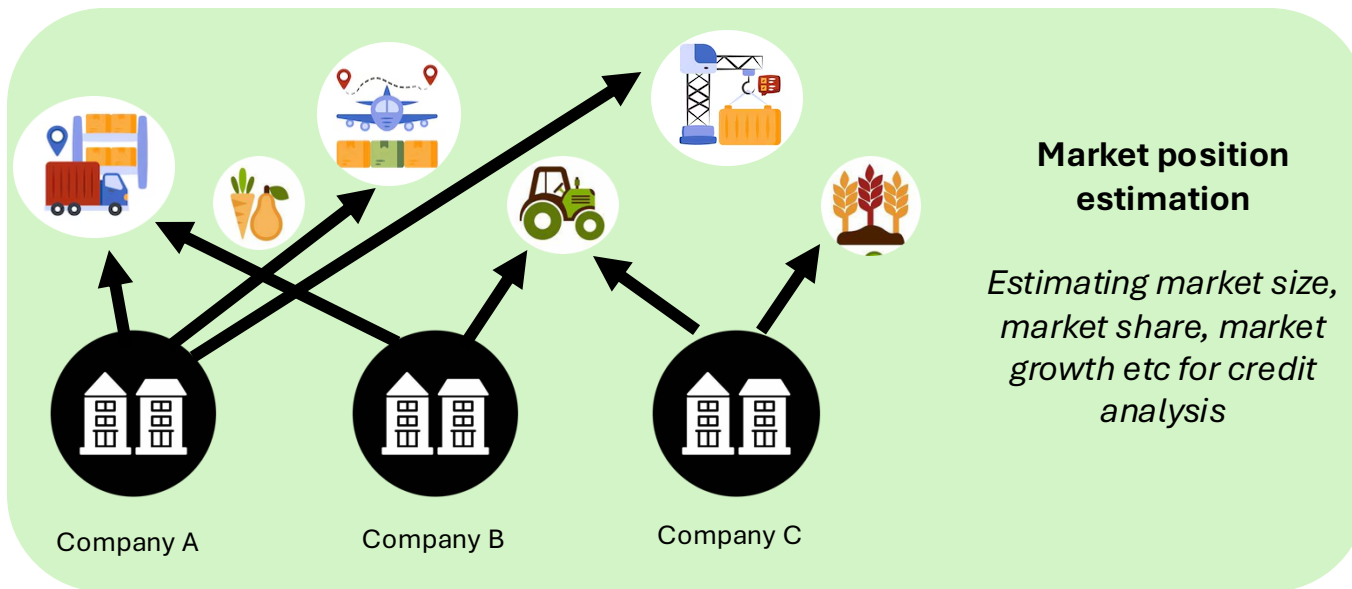 Market position
estimation
Estimating market size,
market share, market
growth etc for credit
analysis
Company A
Company B
Company C